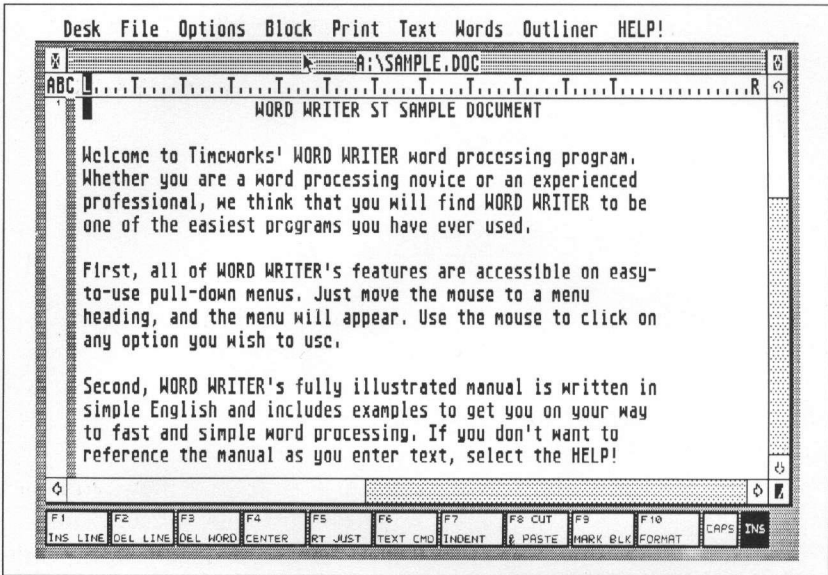 Desk File Options Block Print Text Words Outliner HELP!
A:\SAMPLE.DOC
ABC L....T....T....T....T....T....T....T....T....T....T....T..............R
1 WORD WRITER ST SAMPLE DOCUMENT
Welcome to Timeworks' WORD WRITER word processing program.
Whether you are a word processing novice or an experienced
professional, we think that you will find WORD WRITER to be
one of the easiest programs you have ever used.
First, all of WORD WRITER's features are accessible on easy-
to-use pull-down menus. Just move the mouse to a menu
heading, and the menu will appear. Use the mouse to click on
any option you wish to use.
Second, WORD WRITER's fully illustrated manual is written in
simple English and includes examples to get you on your way
to fast and simple word processing. If you don't want to
reference the manual as you enter text, select the HELP!
F1 F2 F3 F4 F5 F6 F7 F8 CUT F9 F10
INS LINE DEL LINE DEL WORD CENTER RT JUST TEXT CMD INDENT & PASTE MARK BLK FORMAT CAPS INS